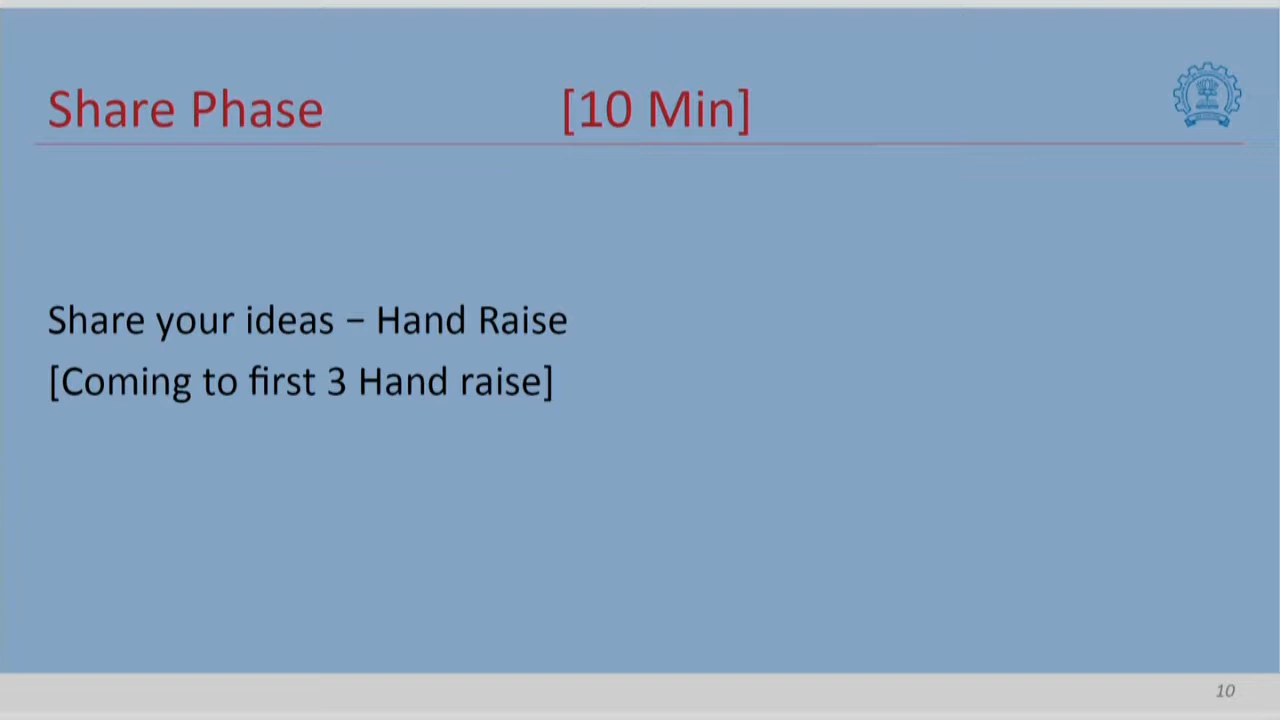 Share Phase [10 Min]
Share your ideas – Hand Raise
[Coming to first 3 Hand raise]
10